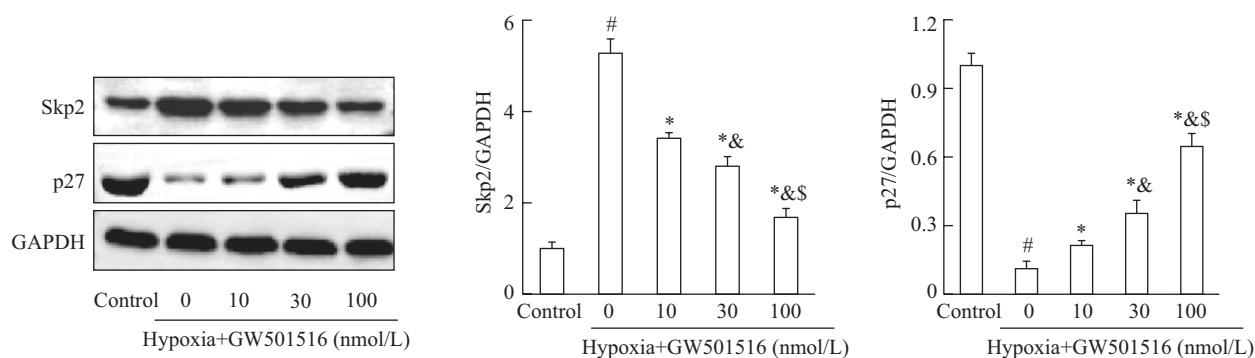 Skp2
p27
GAPDH
Control 0 10 30 100
Hypoxia+GW501516 (nmol/L)
Skp2/GAPDH
6
4
2
0
#
*
*&
*&$
Control 0 10 30 100
Hypoxia+GW501516 (nmol/L)
p27/GAPDH
1.2
0.9
0.6
0.3
0
#
*
*&
*&$
Control 0 10 30 100
Hypoxia+GW501516 (nmol/L)